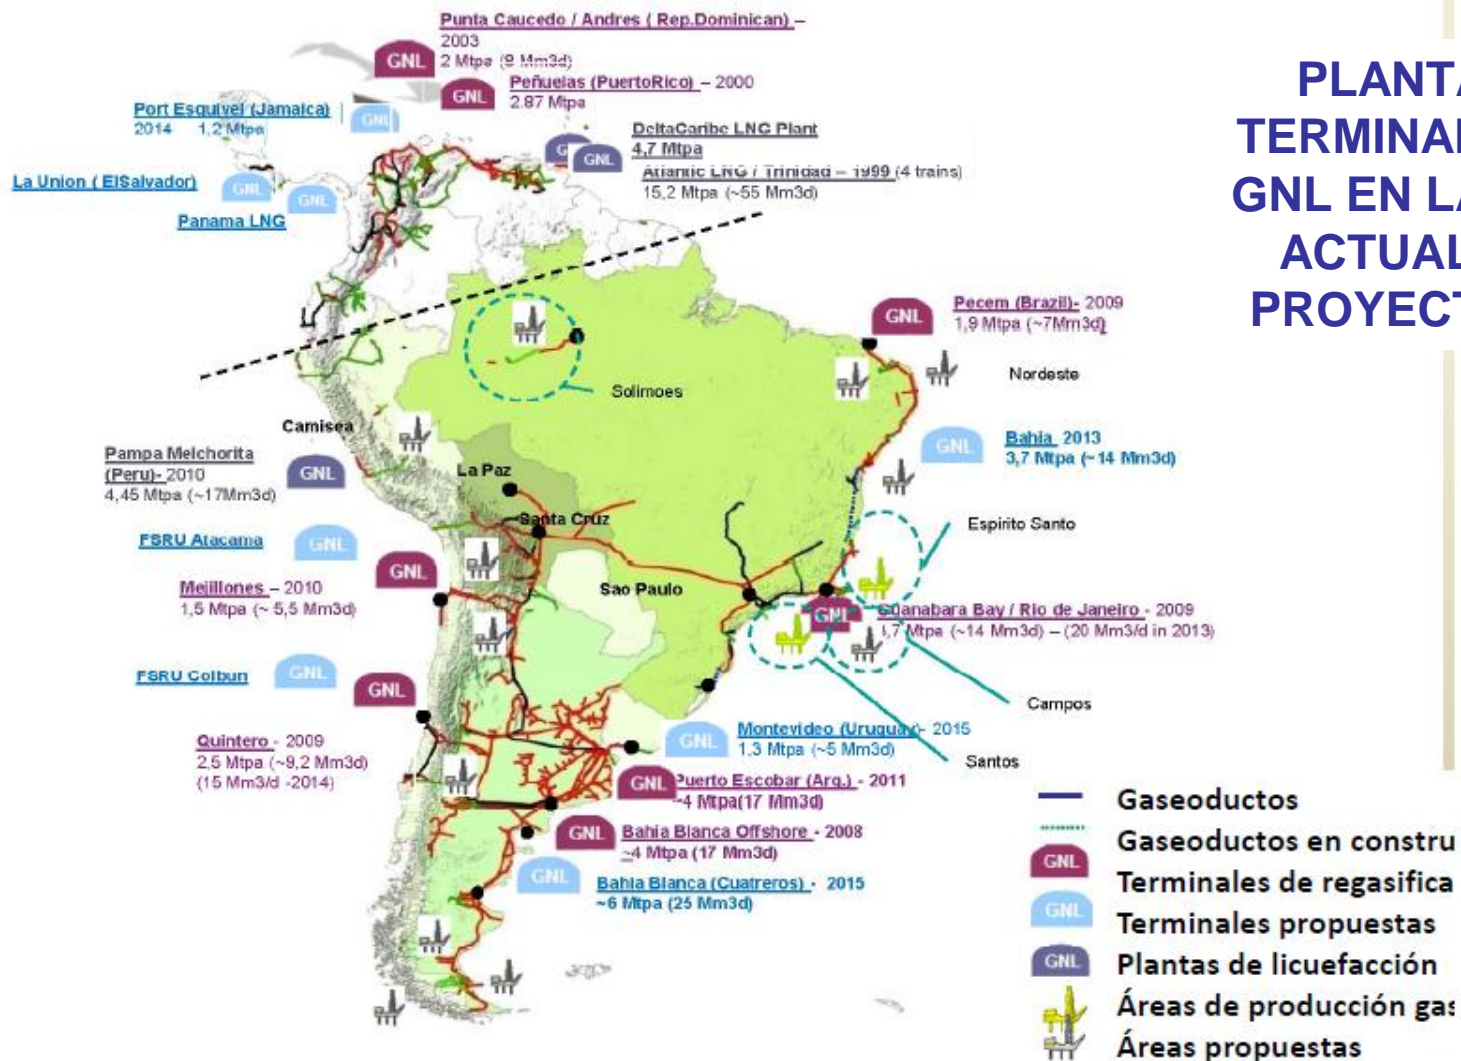 Punta Caucedo / Andres ( Rep.Dominican) –
2003
2 Mtpa (8 Mm3d)
GNL
Peñuelas (PuertoRico) – 2000
2.87 Mtpa
GNL
Port Esquivel (Jamaica)
2014 1,2 Mtpa
GNL
DeltaCaribe LNG Plant
4,7 Mtpa
GNL
Atlantic LNG / Trinidad – 1999 (4 trains)
15,2 Mtpa (~55 Mm3d)
La Union ( ElSalvador)
GNL
GNL
Panama LNG
PLANTA
TERMINAL
GNL EN LA
ACTUAL
PROYECT
Pecem (Brazil)- 2009
1,9 Mtpa (~7Mm3d)
GNL
Nordeste
Solimoes
Camisea
Bahia 2013
3,7 Mtpa (~14 Mm3d)
GNL
Pampa Melchorita
(Peru)- 2010
4,45 Mtpa (~17Mm3d)
GNL
La Paz
Santa Cruz
Espirito Santo
FSRU Atacama
GNL
Mejillones – 2010
1,5 Mtpa (~ 5,5 Mm3d)
GNL
Sao Paulo
GNL
Guanabara Bay / Rio de Janeiro - 2009
,7 Mtpa (~14 Mm3d) – (20 Mm3/d in 2013)
FSRU Colbun
GNL
GNL
Campos
Quintero - 2009
2,5 Mtpa (~9,2 Mm3d)
(15 Mm3/d -2014)
GNL
Montevideo (Uruguay)- 2015
1,3 Mtpa (~5 Mm3d)
Santos
GNL
Puerto Escobar (Arg.) - 2011
~4 Mtpa(17 Mm3d)
GNL
Bahia Blanca Offshore - 2008
~4 Mtpa (17 Mm3d)
GNL
Bahia Blanca (Cuatreros) - 2015
~6 Mtpa (25 Mm3d)
Gaseoductos
Gaseoductos en constru
GNL
Terminales de regasifica
GNL
Terminales propuestas
GNL
Plantas de licuefacción
Áreas de producción gas
Áreas propuestas